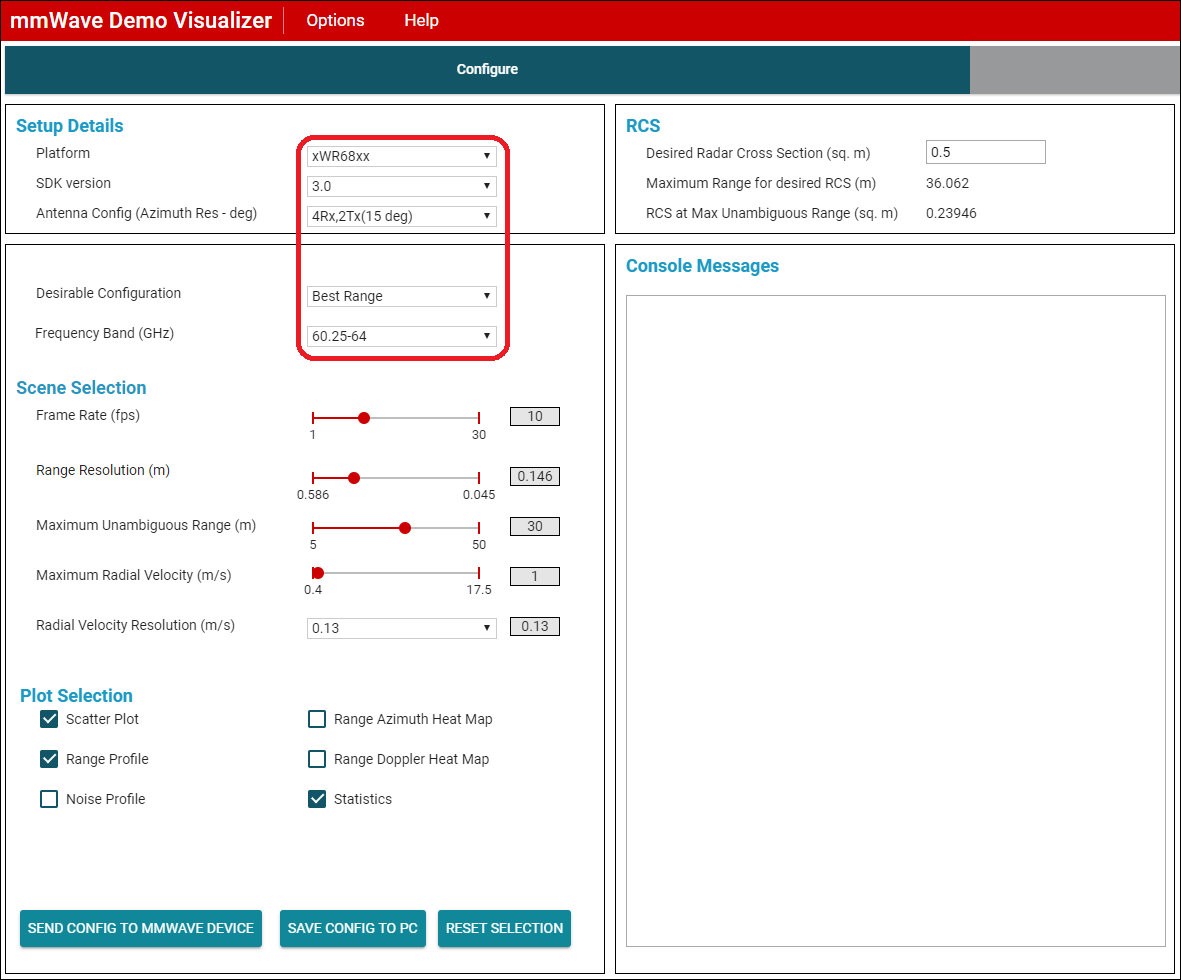 mmWave Demo Visualizer Options Help
Configure
Setup Details
Platform xWR68xx
SDK version 3.0
Antenna Config (Azimuth Res - deg) 4Rx,2Tx(15 deg)
RCS
Desired Radar Cross Section (sq. m) 0.5
Maximum Range for desired RCS (m) 36.062
RCS at Max Unambiguous Range (sq. m) 0.23946
Desirable Configuration Best Range
Frequency Band (GHz) 60.25-64
Scene Selection
Frame Rate (fps) 10
1 30
Range Resolution (m) 0.146
0.586 0.045
Maximum Unambiguous Range (m) 30
5 50
Maximum Radial Velocity (m/s) 1
0.4 17.5
Radial Velocity Resolution (m/s) 0.13 0.13
Plot Selection
Scatter Plot Range Azimuth Heat Map
Range Profile Range Doppler Heat Map
Noise Profile Statistics
SEND CONFIG TO MMWAVE DEVICE SAVE CONFIG TO PC RESET SELECTION
Console Messages